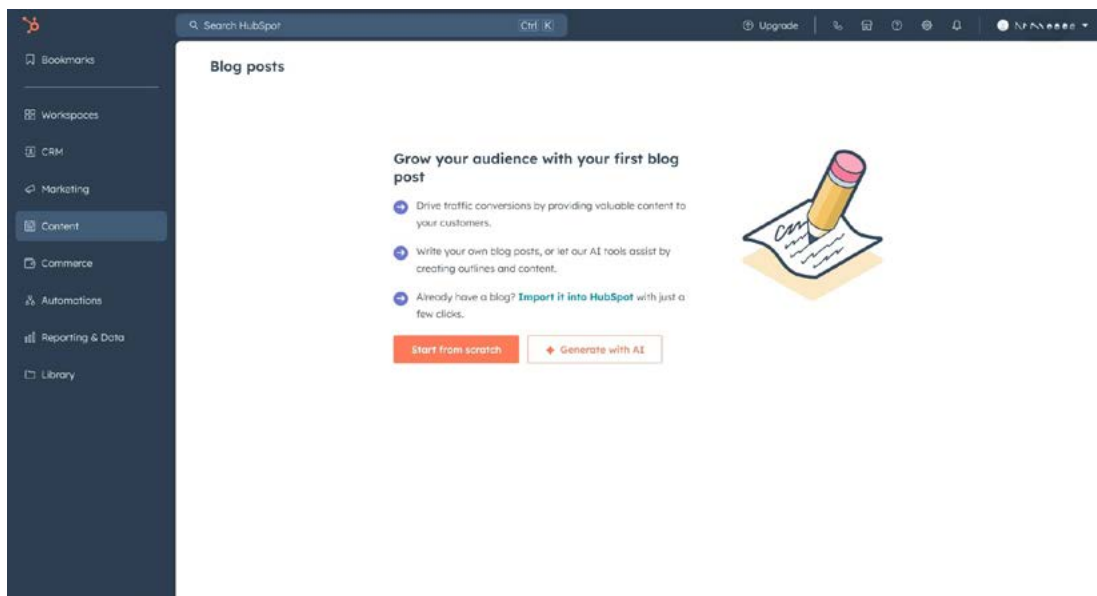 Search HubSpot
Ctrl K
Upgrade
Bookmarks
Blog posts
Workspaces
CRM
Marketing
Content
Commerce
Automations
Reporting & Data
Library
Grow your audience with your first blog
post
Drive traffic conversions by providing valuable content to
your customers.
Write your own blog posts, or let our AI tools assist by
creating outlines and content.
Already have a blog? Import it into HubSpot with just a
few clicks.
Start from scratch
Generate with AI